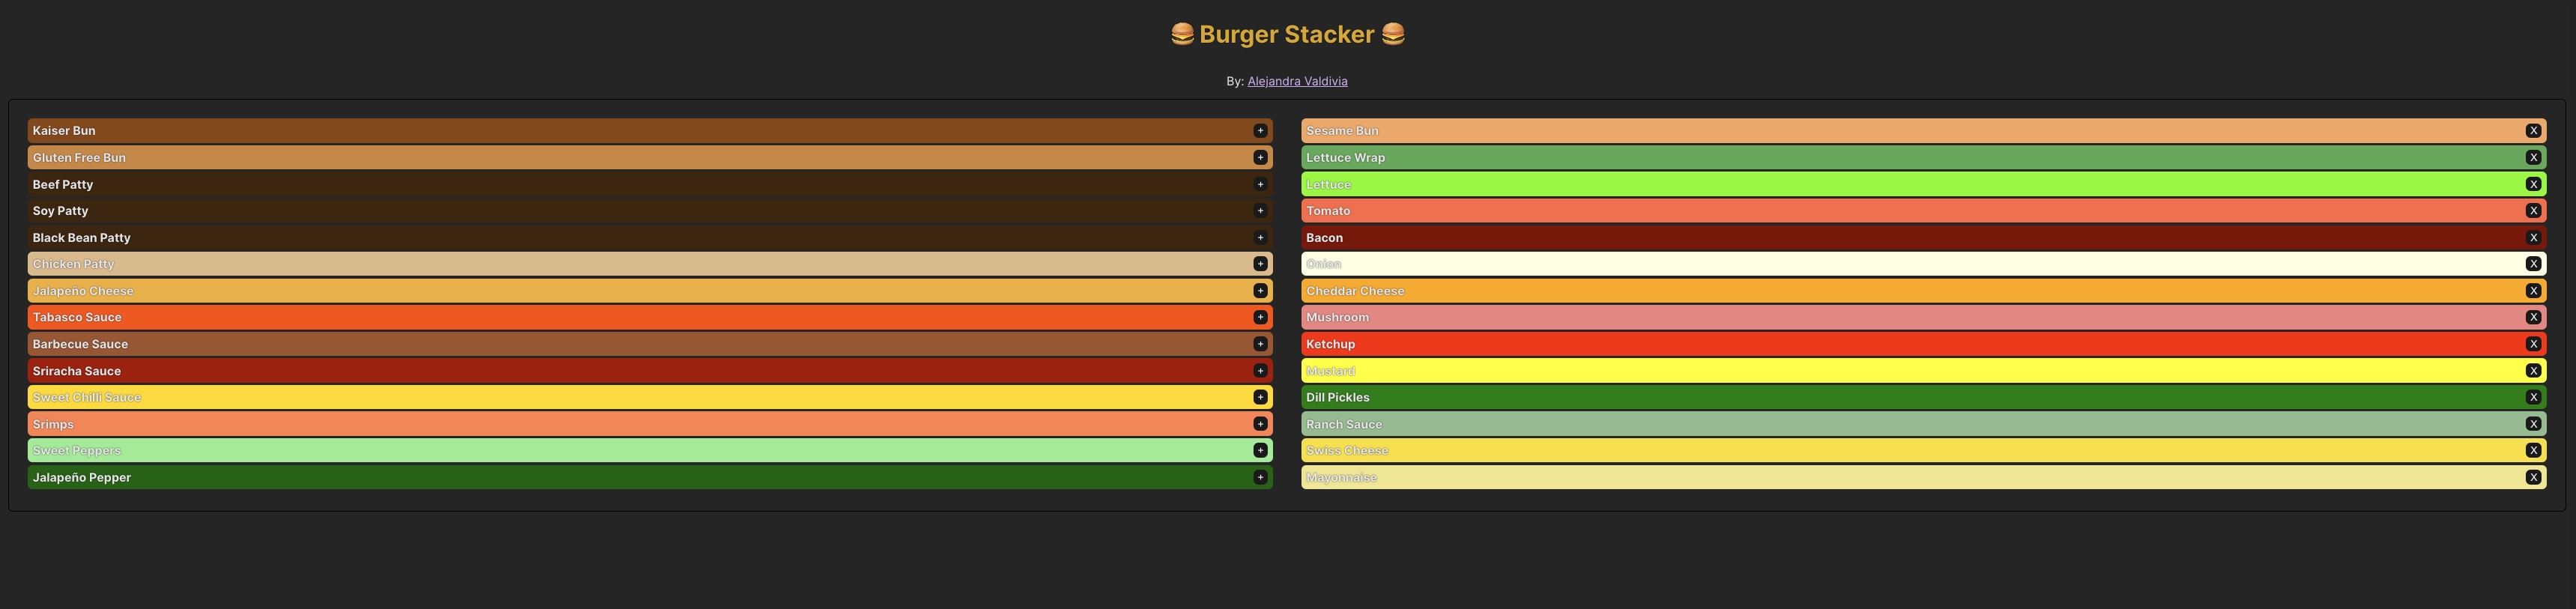 🍔 Burger Stacker 🍔
By: Alejandra Valdivia
Kaiser Bun +
Gluten Free Bun +
Beef Patty +
Soy Patty +
Black Bean Patty +
Chicken Patty +
Jalapeño Cheese +
Tabasco Sauce +
Barbecue Sauce +
Sriracha Sauce +
Sweet Chilli Sauce +
Srimps +
Sweet Peppers +
Jalapeño Pepper +
Sesame Bun X
Lettuce Wrap X
Lettuce X
Tomato X
Bacon X
Onion X
Cheddar Cheese X
Mushroom X
Ketchup X
Mustard X
Dill Pickles X
Ranch Sauce X
Swiss Cheese X
Mayonnaise X